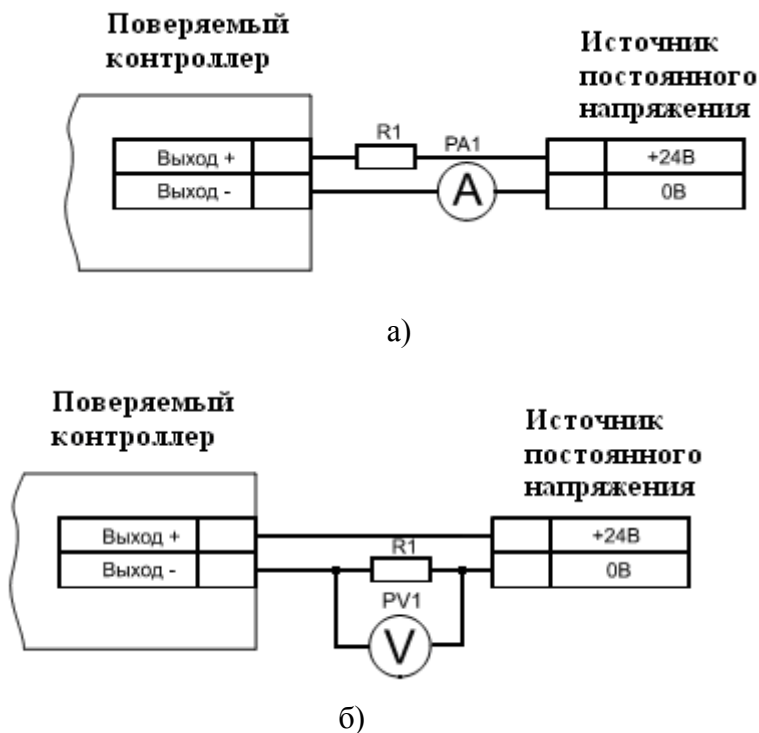 Поверяемый
контроллер
Источник
постоянного
напряжения
R1
PA1
Выход +
+24В
Выход -
A
0В
а)
Поверяемый
контроллер
Источник
постоянного
напряжения
Выход +
+24В
R1
Выход -
0В
PV1
V
б)